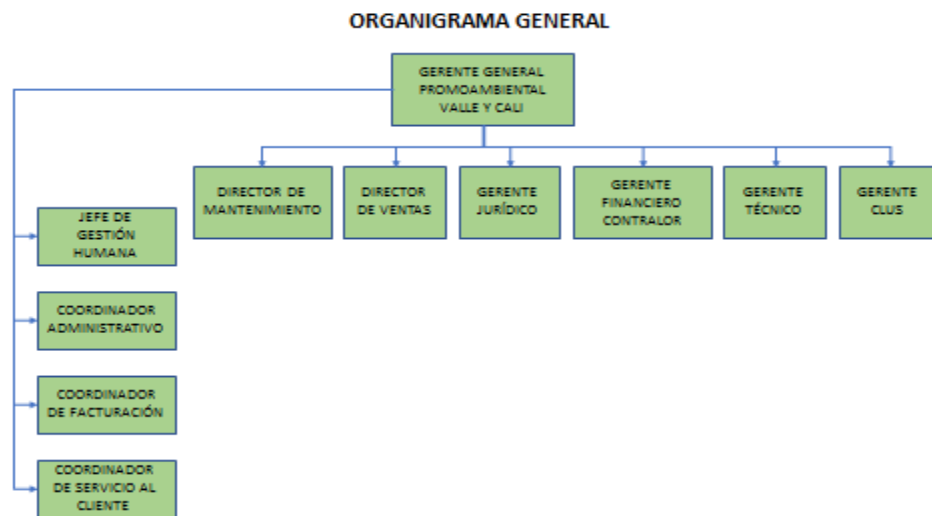 ORGANIGRAMA GENERAL
GERENTE GENERAL
PROMOAMBIENTAL
VALLE Y CALI
DIRECTOR DE
MANTENIMIENTO
DIRECTOR
DE VENTAS
GERENTE
JURÍDICO
GERENTE
FINANCIERO
CONTRALOR
GERENTE
TÉCNICO
GERENTE
CLUS
JEFE DE
GESTIÓN
HUMANA
COORDINADOR
ADMINISTRATIVO
COORDINADOR
DE FACTURACIÓN
COORDINADOR
DE SERVICIO AL
CLIENTE